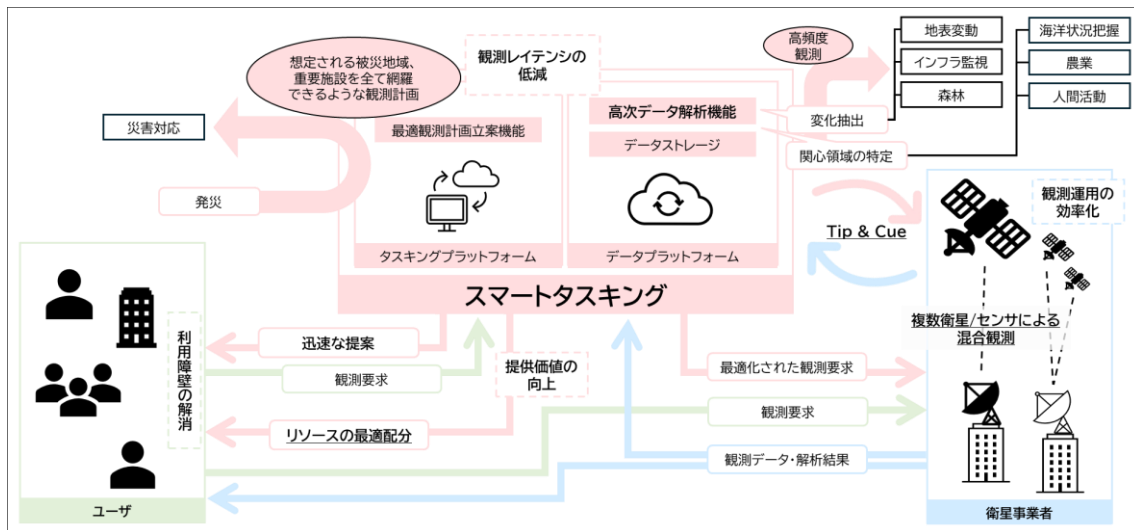 想定される被災地域、
重要施設を全て網羅
できるような観測計画
観測レイテンシの
低減
高頻度
観測
地表変動
海洋状況把握
インフラ監視
農業
森林
人間活動
災害対応
最適観測計画立案機能
高次データ解析機能
変化抽出
データストレージ
関心領域の特定
発災
観測運用の
効率化
Tip & Cue
タスキングプラットフォーム
データプラットフォーム
スマートタスキング
複数衛星/センサによる
混合観測
利用障壁の解消
迅速な提案
観測要求
提供価値の
向上
最適化された観測要求
観測要求
リソースの最適配分
観測データ・解析結果
ユーザ
衛星事業者